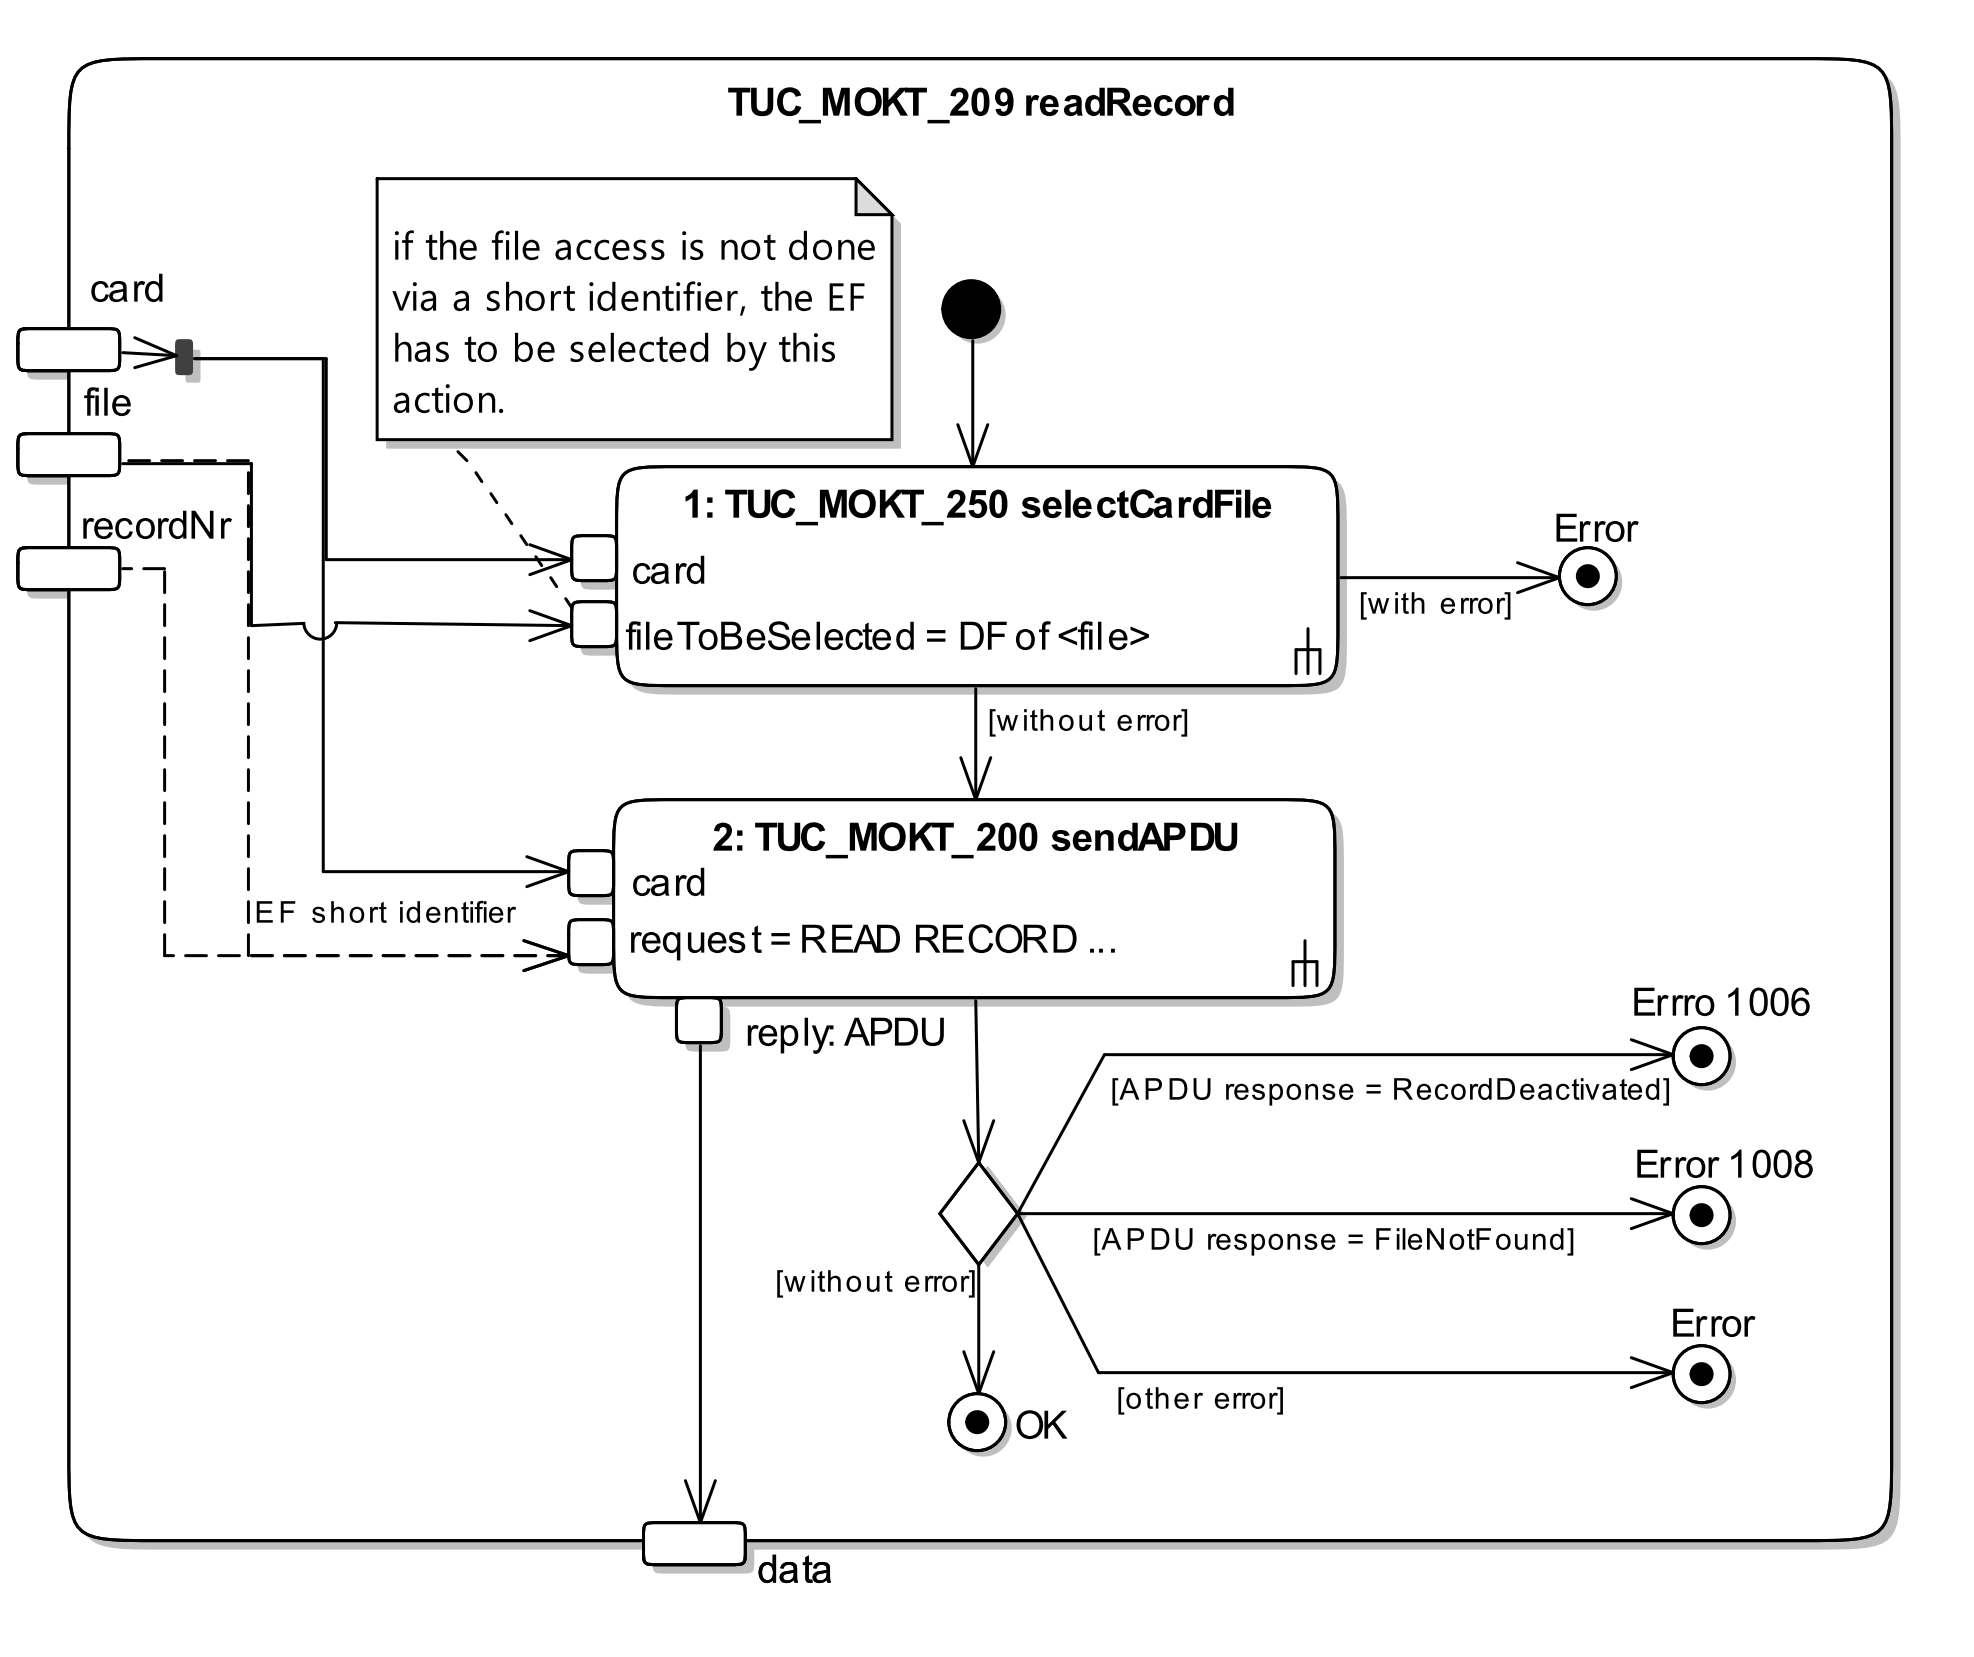 TUC_MOKT_209 readRecord
if the file access is not done
via a short identifier, the EF
has to be selected by this
action.
card
file
recordNr
1: TUC_MOKT_250 selectCardFile
card
fileToBeSelected = DF of <file>
Error
[with error]
[without error]
2: TUC_MOKT_200 sendAPDU
card
EF short identifier
request = READ RECORD ...
reply: APDU
Errro 1006
[APDU response = RecordDeactivated]
Error 1008
[APDU response = FileNotFound]
[without error]
Error
[other error]
OK
data